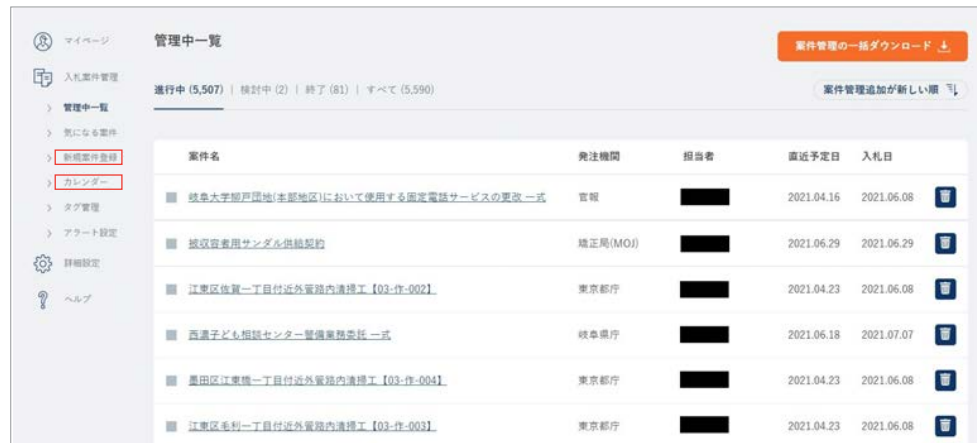 マイページ
入札案件管理
管理中一覧
気になる案件
新規案件登録
カレンダー
タグ管理
アラート設定
詳細設定
ヘルプ
管理中一覧
案件管理の一括ダウンロード
進行中 (5,507) | 検討中 (2) | 終了 (81) | すべて (5,590)
案件管理追加が新しい順
案件名 発注機関 担当者 直近予定日 入札日
岐阜大学柳戸団地(本部地区)において使用する固定電話サービスの更改 一式 官報 2021.04.16 2021.06.08
被収容者用サンダル供給契約 矯正局(MOJ) 2021.06.29 2021.06.29
江東区佐賀一丁目付近外管路内清掃工【03-作-002】 東京都庁 2021.04.23 2021.06.08
西濃子ども相談センター警備業務委託 一式 岐阜県庁 2021.06.18 2021.07.07
墨田区江東橋一丁目付近外管路内清掃工【03-作-004】 東京都庁 2021.04.23 2021.06.08
江東区毛利一丁目付近外管路内清掃工【03-作-003】 東京都庁 2021.04.23 2021.06.08